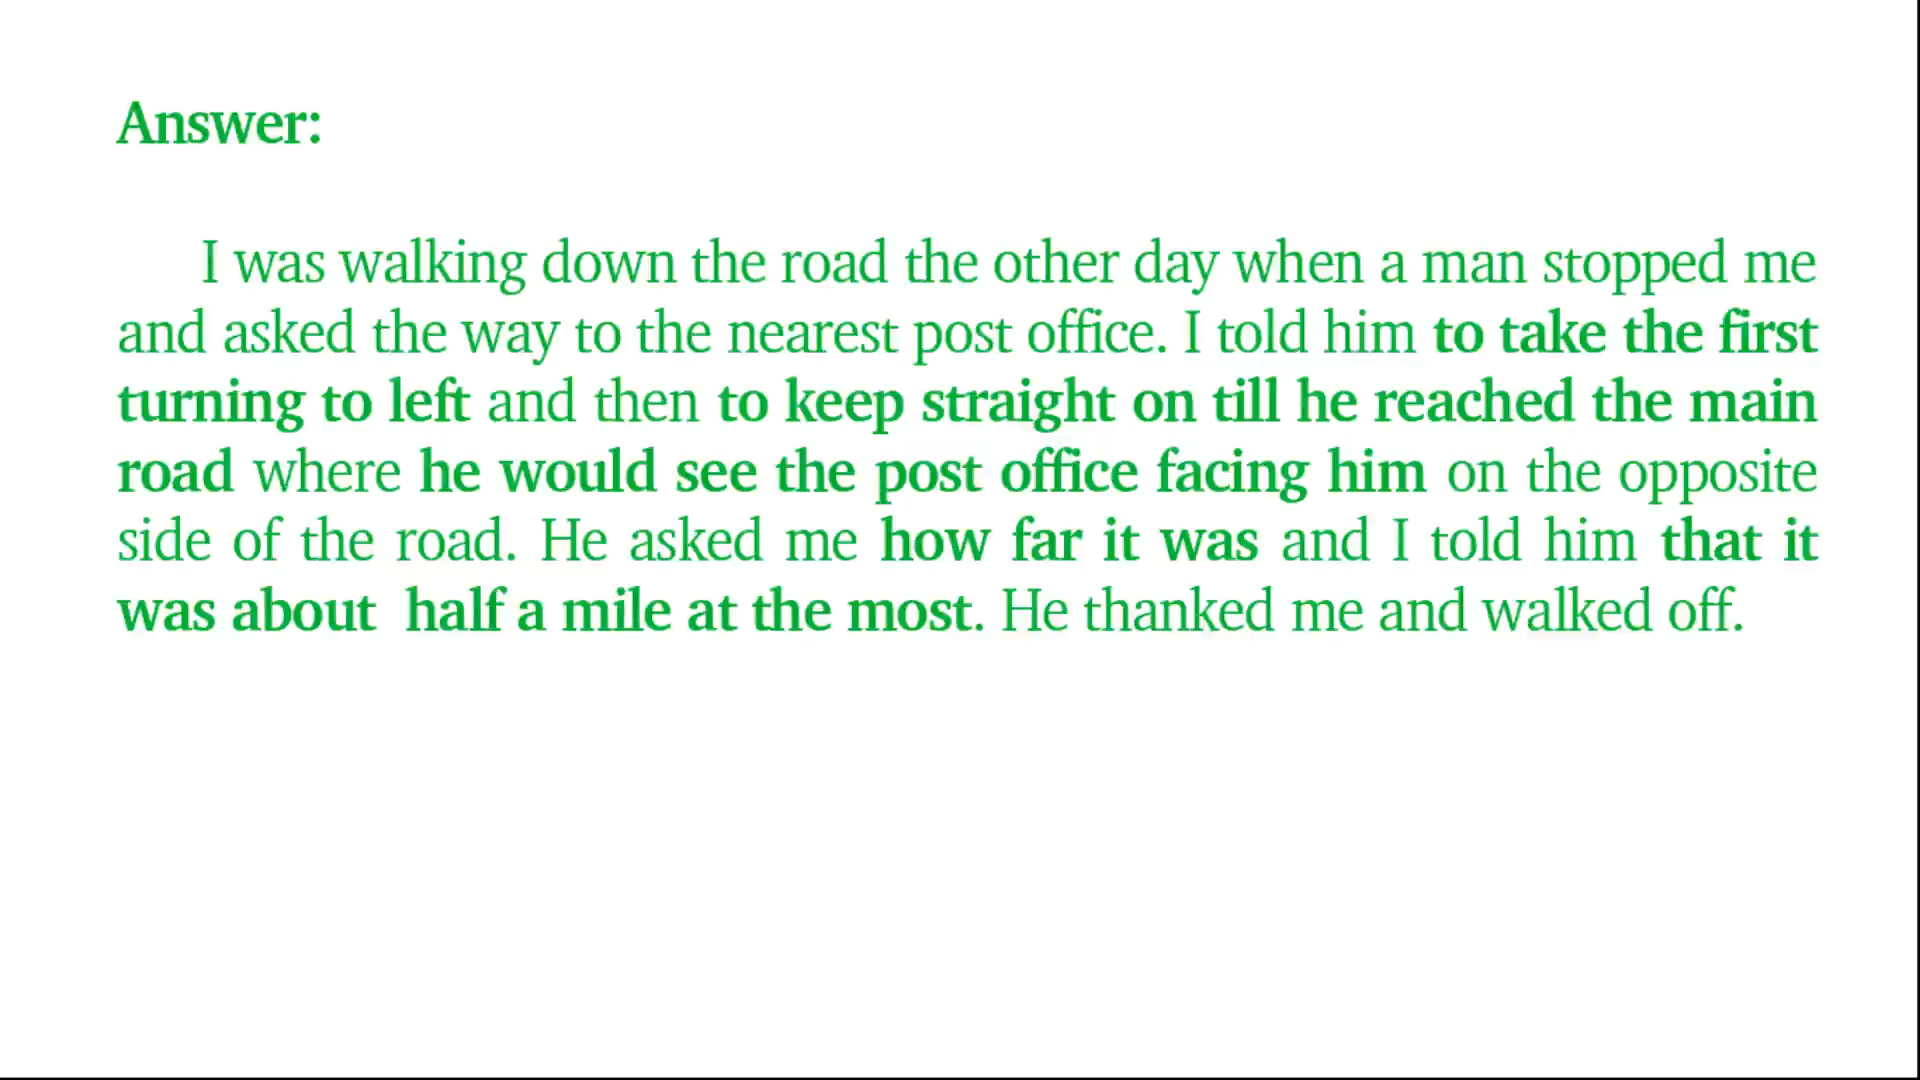 Answer:
I was walking down the road the other day when a man stopped me
and asked the way to the nearest post office. I told him to take the first
turning to left and then to keep straight on till he reached the main
road where he would see the post office facing him on the opposite
side of the road. He asked me how far it was and I told him that it
was about half a mile at the most. He thanked me and walked off.